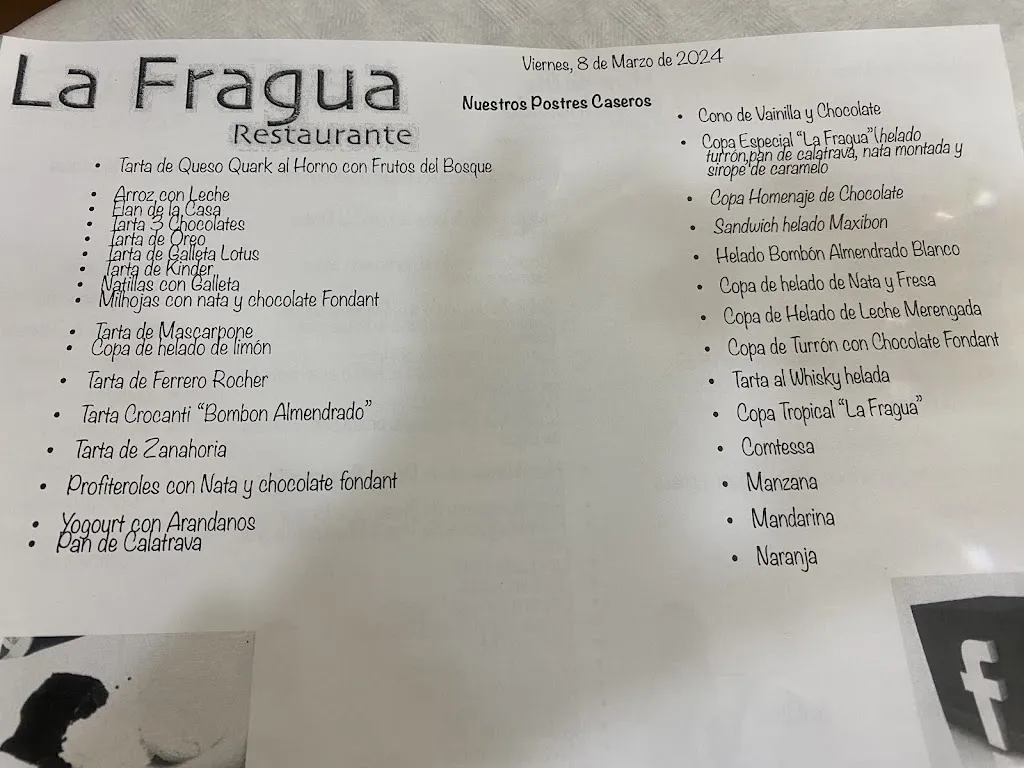 La Fragua
Restaurante
Viernes, 8 de Marzo de 2024
Nuestros Postres Caseros
• Tarta de Queso Quark al Horno con Frutos del Bosque
• Arroz con Leche
• Flan de la Casa
• Tarta 3 Chocolates
• Tarta de Oreo
• Tarta de Galleta Lotus
• Tarta de Kinder
• Natillas con Galleta
• Milhojas con nata y chocolate Fondant
• Tarta de Mascarpone
• Copa de helado de limón
• Tarta de Ferrero Rocher
• Tarta Crocanti “Bombon Almendrado”
• Tarta de Zanahoria
• Profiteroles con Nata y chocolate fondant
• Yogourt con Arandanos
• Pan de Calatrava
• Cono de Vainilla y Chocolate
• Copa Especial “La Fragua”(helado
turrón,pan de calatrava, nata montada y
sirope de caramelo
• Copa Homenaje de Chocolate
• Sandwich helado Maxibon
• Helado Bombón Almendrado Blanco
• Copa de helado de Nata y Fresa
• Copa de Helado de Leche Merengada
• Copa de Turrón con Chocolate Fondant
• Tarta al Whisky helada
• Copa Tropical “La Fragua”
• Comtessa
• Manzana
• Mandarina
• Naranja
f